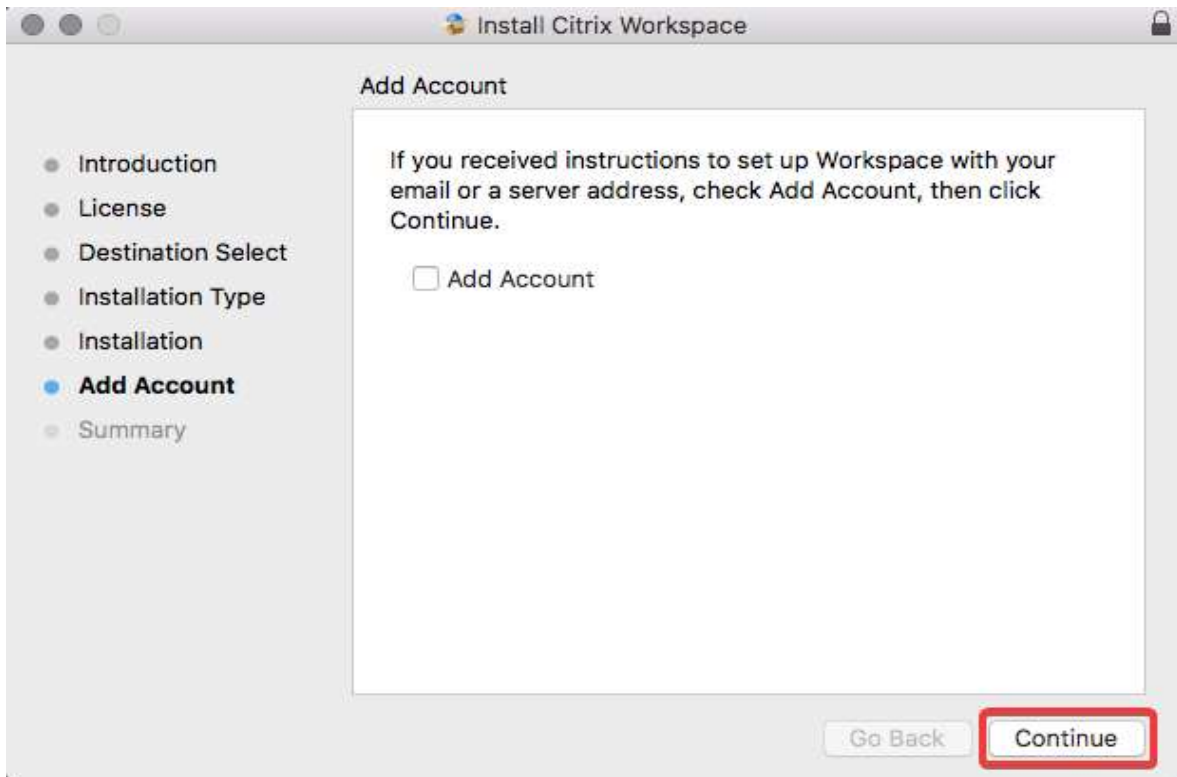 Install Citrix Workspace
Add Account
Introduction
License
Destination Select
Installation Type
Installation
Add Account
Summary
If you received instructions to set up Workspace with your
email or a server address, check Add Account, then click
Continue.
Add Account
Go Back
Continue